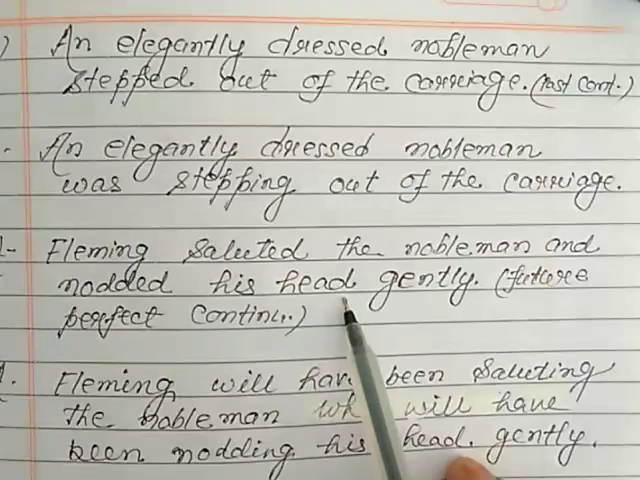 ) An elegantly dressed nobleman
stepped out of the carriage. (Past Cont.)
- An elegantly dressed nobleman
was stepping out of the carriage.
- Fleming saluted the nobleman and
nodded his head gently. (future
perfect continu.)
. Fleming will have been saluting
the nobleman will have
been nodding his head gently.